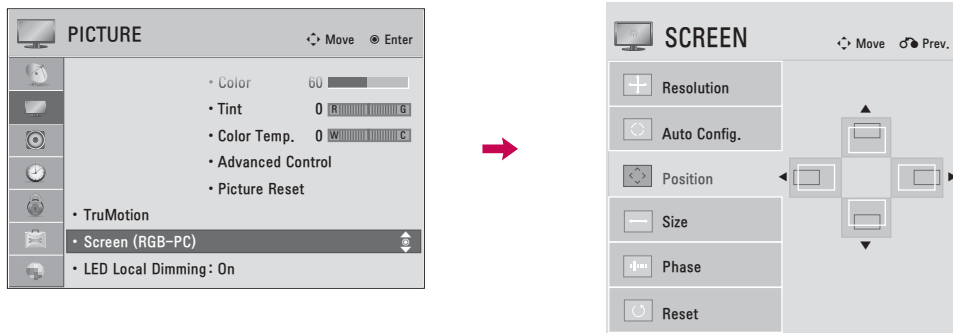 PICTURE
Move Enter
• Color 60
• Tint 0 R G
• Color Temp. 0 W C
• Advanced Control
• Picture Reset
• TruMotion
• Screen (RGB-PC)
• LED Local Dimming: On
SCREEN
Move Prev.
Resolution
Auto Config.
Position
Size
Phase
Reset